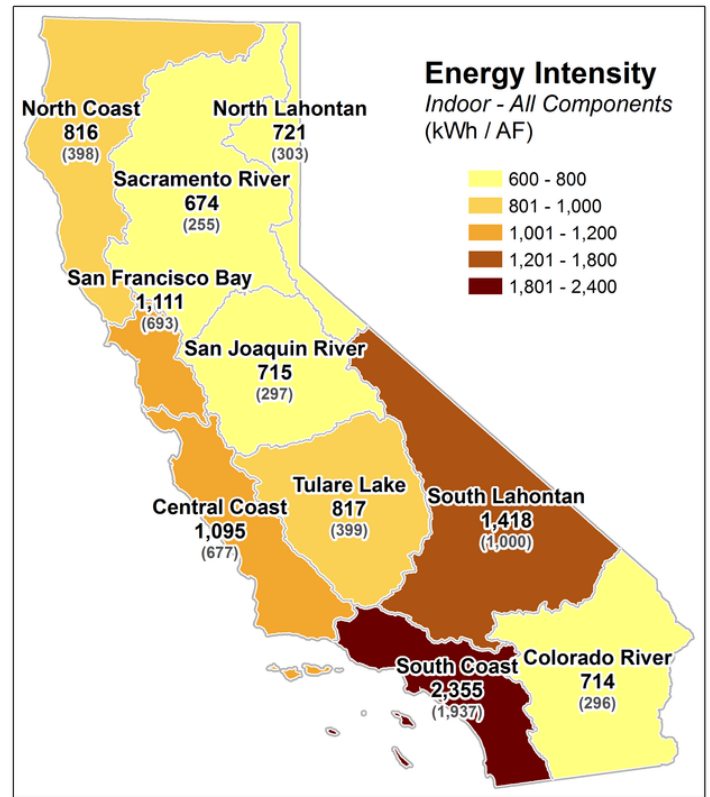 Energy Intensity
Indoor - All Components
(kWh / AF)
600 - 800
801 - 1,000
1,001 - 1,200
1,201 - 1,800
1,801 - 2,400
North Coast
816
(398)
North Lahontan
721
(303)
Sacramento River
674
(255)
San Francisco Bay
1,111
(693)
San Joaquin River
715
(297)
Tulare Lake
817
(399)
Central Coast
1,095
(677)
South Lahontan
1,418
(1,000)
South Coast
2,355
(1,937)
Colorado River
714
(296)